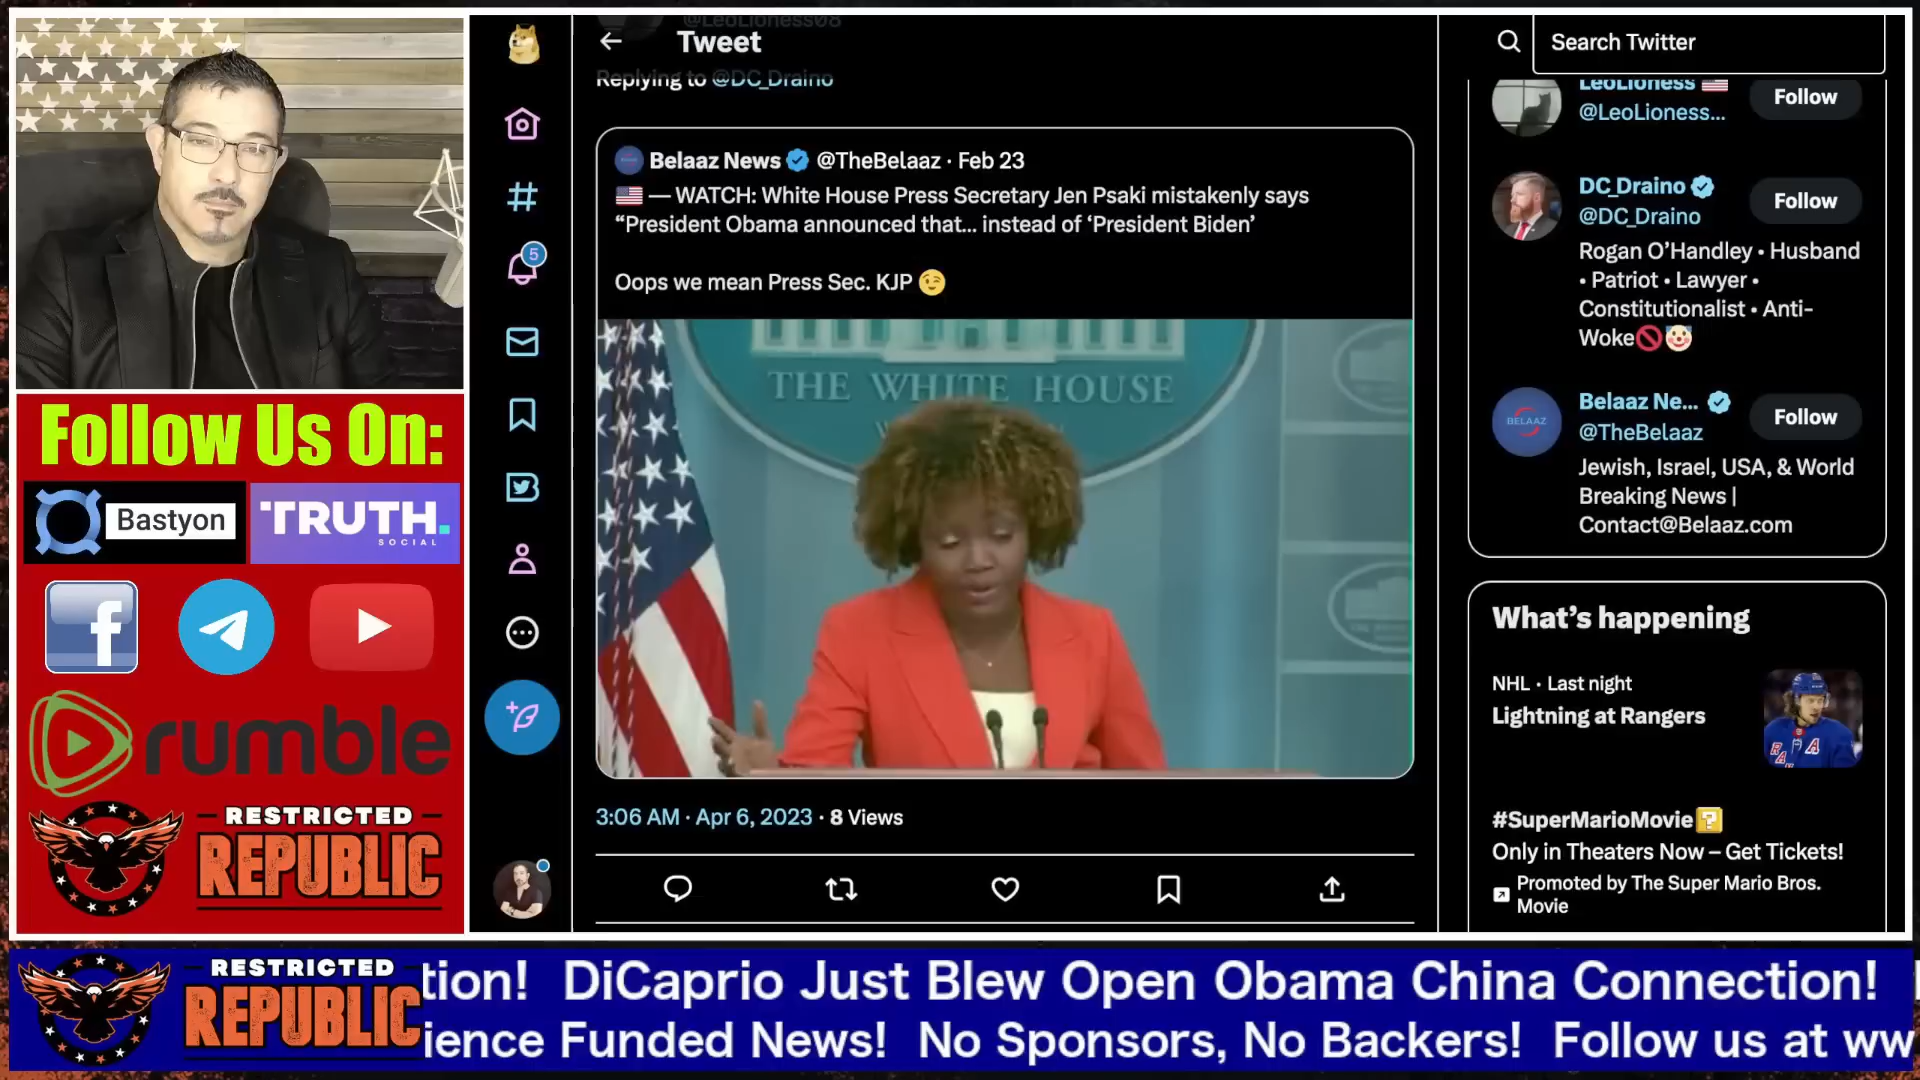 Follow Us On:
Bastyon
TRUTH.
SOCIAL
f
rumble
RESTRICTED
REPUBLIC
5
@LeoLioness08
Tweet
Replying to @DC_Draino
Belaaz News @TheBelaaz · Feb 23
🇺🇸 — WATCH: White House Press Secretary Jen Psaki mistakenly says
“President Obama announced that... instead of ‘President Biden’
Oops we mean Press Sec. KJP 😉
THE WHITE HOUSE
3:06 AM · Apr 6, 2023 · 8 Views
Search Twitter
LeoLioness 🇺🇸
@LeoLioness...
Follow
DC_Draino
@DC_Draino
Follow
Rogan O’Handley • Husband
• Patriot • Lawyer •
Constitutionalist • Anti-
Woke🚫🤡
BELAAZ
Belaaz Ne...
@TheBelaaz
Follow
Jewish, Israel, USA, & World
Breaking News |
Contact@Belaaz.com
What’s happening
NHL · Last night
Lightning at Rangers
#SuperMarioMovie
Only in Theaters Now – Get Tickets!
Promoted by The Super Mario Bros.
Movie
RESTRICTED
REPUBLIC
tion! DiCaprio Just Blew Open Obama China Connection!
ience Funded News! No Sponsors, No Backers! Follow us at ww